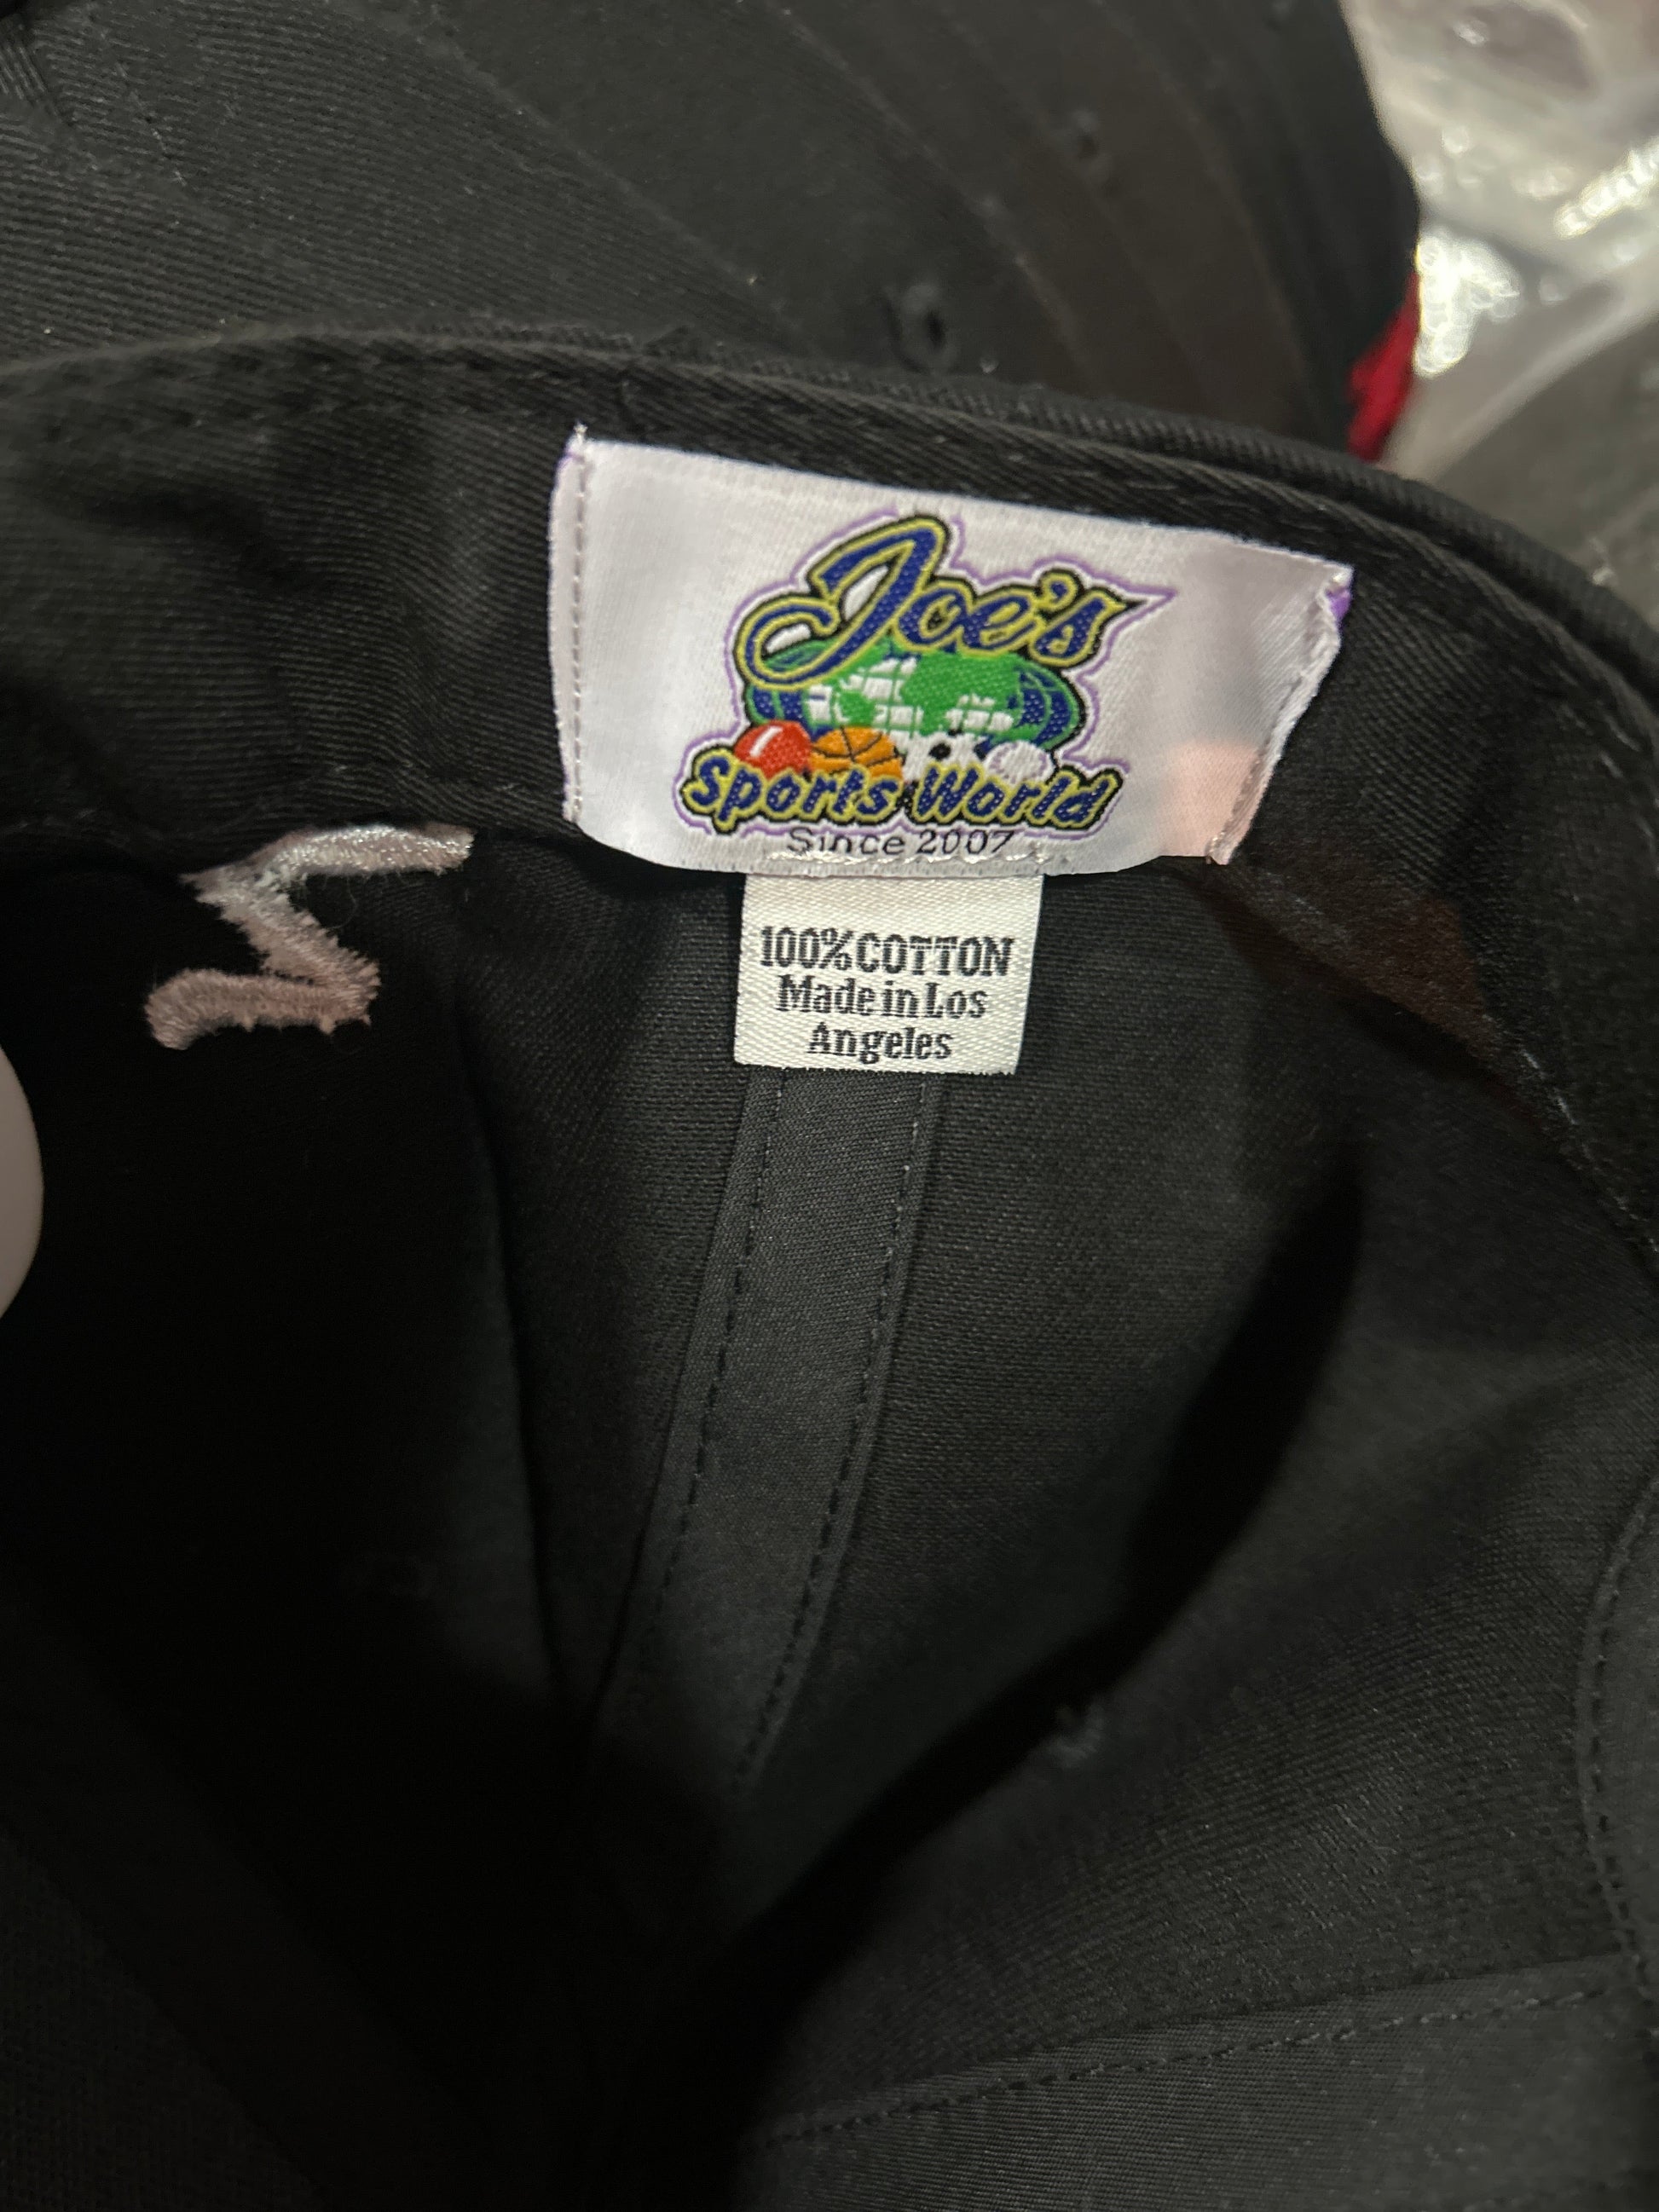 Joe's
Sports World
Since 2007
100%COTTON
Made in Los
Angeles